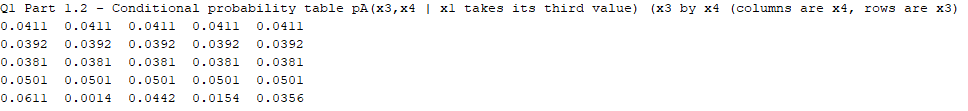 Q1 Part 1.2 - Conditional probability table pA(x3,x4 | x1 takes its third value) (x3 by x4 (columns are x4, rows are x3)
0.0411  0.0411  0.0411  0.0411  0.0411
0.0392  0.0392  0.0392  0.0392  0.0392
0.0381  0.0381  0.0381  0.0381  0.0381
0.0501  0.0501  0.0501  0.0501  0.0501
0.0611  0.0014  0.0442  0.0154  0.0356